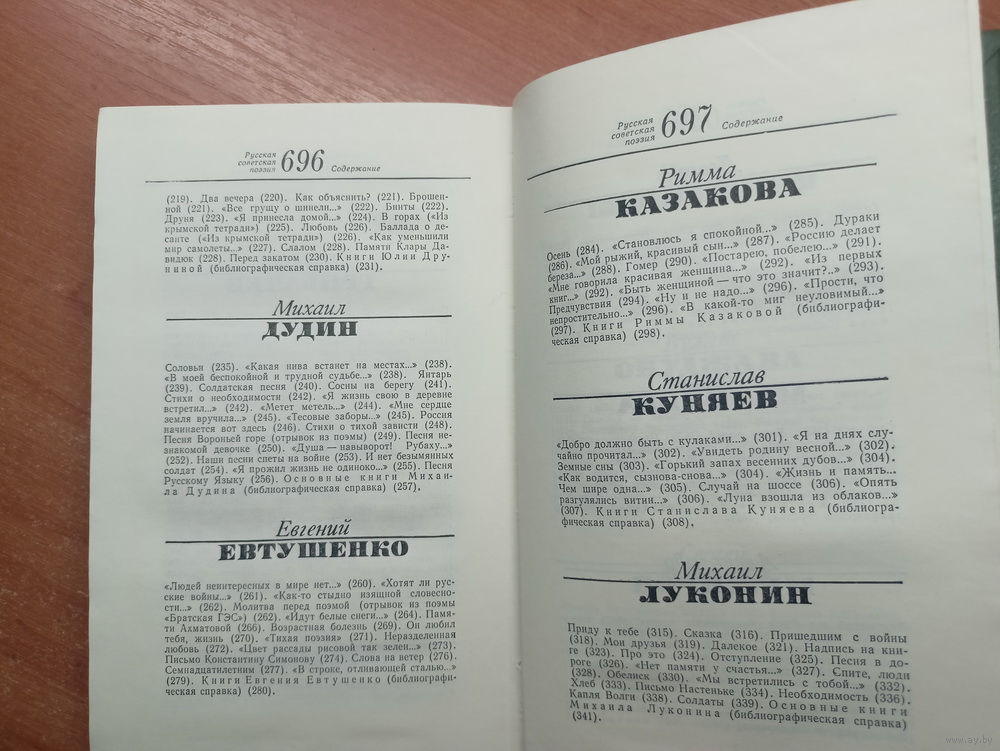 Русская
советская
поэзия
696
Содержание
(219). Два вечера (220). Как объяснить? (221). Брошен-
ной (221). «Все грущу о шинели...» (222). Бинты (222).
Друня (223). «Я принесла домой...» (224). В горах («Из
крымской тетради») (225). Любовь (226). Баллада о де-
санте («Из крымской тетради») (226). «Как уменьшили
мир самолеты...» (227). Слалом (228). Памяти Клары Да-
видюк (228). Перед закатом (230). Книги Юлии Дру-
ниной (библиографическая справка) (231).
Михаил
ДУДИН
Соловьи (235). «Какая нива встанет на местах...» (238).
«В моей беспокойной и трудной судьбе...» (238). Янтарь
(239). Солдатская песня (240). Сосны на берегу (241).
Стихи о необходимости (242). «Я жизнь свою в деревне
встретил...» (242). «Метет метель...» (244). «Мне сердце
земля вручила...» (245). «Тесовые заборы...» (245). Россия
начинается вот здесь (246). Стихи о тихой зависти (248).
Песня Вороньей горе (отрывок из поэмы) (249). Песня не-
знакомой девочке (250). «Душа — навыворот! Рубаху...»
(252). Наши песни спеты на войне (253). И нет безымянных
солдат (254). «Я прожил жизнь не одиноко...» (255). Песня
Русскому Языку (256). Основные книги Михаи-
ла Дудина (библиографическая справка) (257).
Евгений
ЕВТУШЕНКО
«Людей неинтересных в мире нет...» (260). «Хотят ли рус-
ские войны...» (261). «Как-то стыдно изящной словесно-
сти...» (262). Молитва перед поэмой (отрывок из поэмы
«Братская ГЭС») (262). «Идут белые снеги...» (264). Памя-
ти Ахматовой (266). Возрастная болезнь (269). Он любил
тебя, жизнь (270). «Тихая поэзия» (271). Неразделенная
любовь (272). «Цвет рассады рисовой так зелен...» (273).
Письмо Константину Симонову (274). Слова на ветер (276).
Семнадцатилетним (277). «В строке, отливающей сталью...»
(279). Книги Евгения Евтушенко (библиографиче-
ская справка) (280).
Русская
советская
поэзия
697
Содержание
Римма
КАЗАКОВА
Осень (284). «Становлюсь я спокойной...» (285). Дураки
(286). «Мой рыжий, красивый сын...» (287). «Россию делает
береза...» (288). Гомер (290). «Постарею, побелею...» (291).
«Мне говорила красивая женщина...» (292). «Из первых
книг...» (292). «Быть женщиной — что это значит?..» (293).
Предчувствия (294). «Ну и не надо...» (296). «Прости, что
непростительно...» (296). «В какой-то миг неуловимый...»
(297). Книги Риммы Казаковой (библиографи-
ческая справка) (298).
Станислав
КУНЯЕВ
«Добро должно быть с кулаками...» (301). «Я на днях слу-
чайно прочитал...» (302). «Увидеть родину весной...» (302).
Земные сны (303). «Горький запах весенних дубов...» (304).
«Как водится, сызнова-снова...» (304). «Жизнь и память...
Чем шире одна...» (305). Случай на шоссе (306). «Опять
разгулялись витии...» (306). «Луна взошла из облаков...»
(307). Книги Станислава Куняева (библиогра-
фическая справка) (308).
Михаил
ЛУКОНИН
Приду к тебе (315). Сказка (316). Пришедшим с войны
(318). Мои друзья (319). Далекое (321). Надпись на кни-
ге (323). Про это (324). Отступление (325). Песня в до-
роге (326). «Нет памяти у счастья...» (327). Спите, люди
(328). Обелиск (330). «Мы встретились с тобой...» (332).
Хлеб (333). Письмо Настеньке (334). Необходимость (336).
Капля Волги (338). Солдаты (339). Основные книги
Михаила Луконина (библиографическая справка)
(341).
www.ay.by